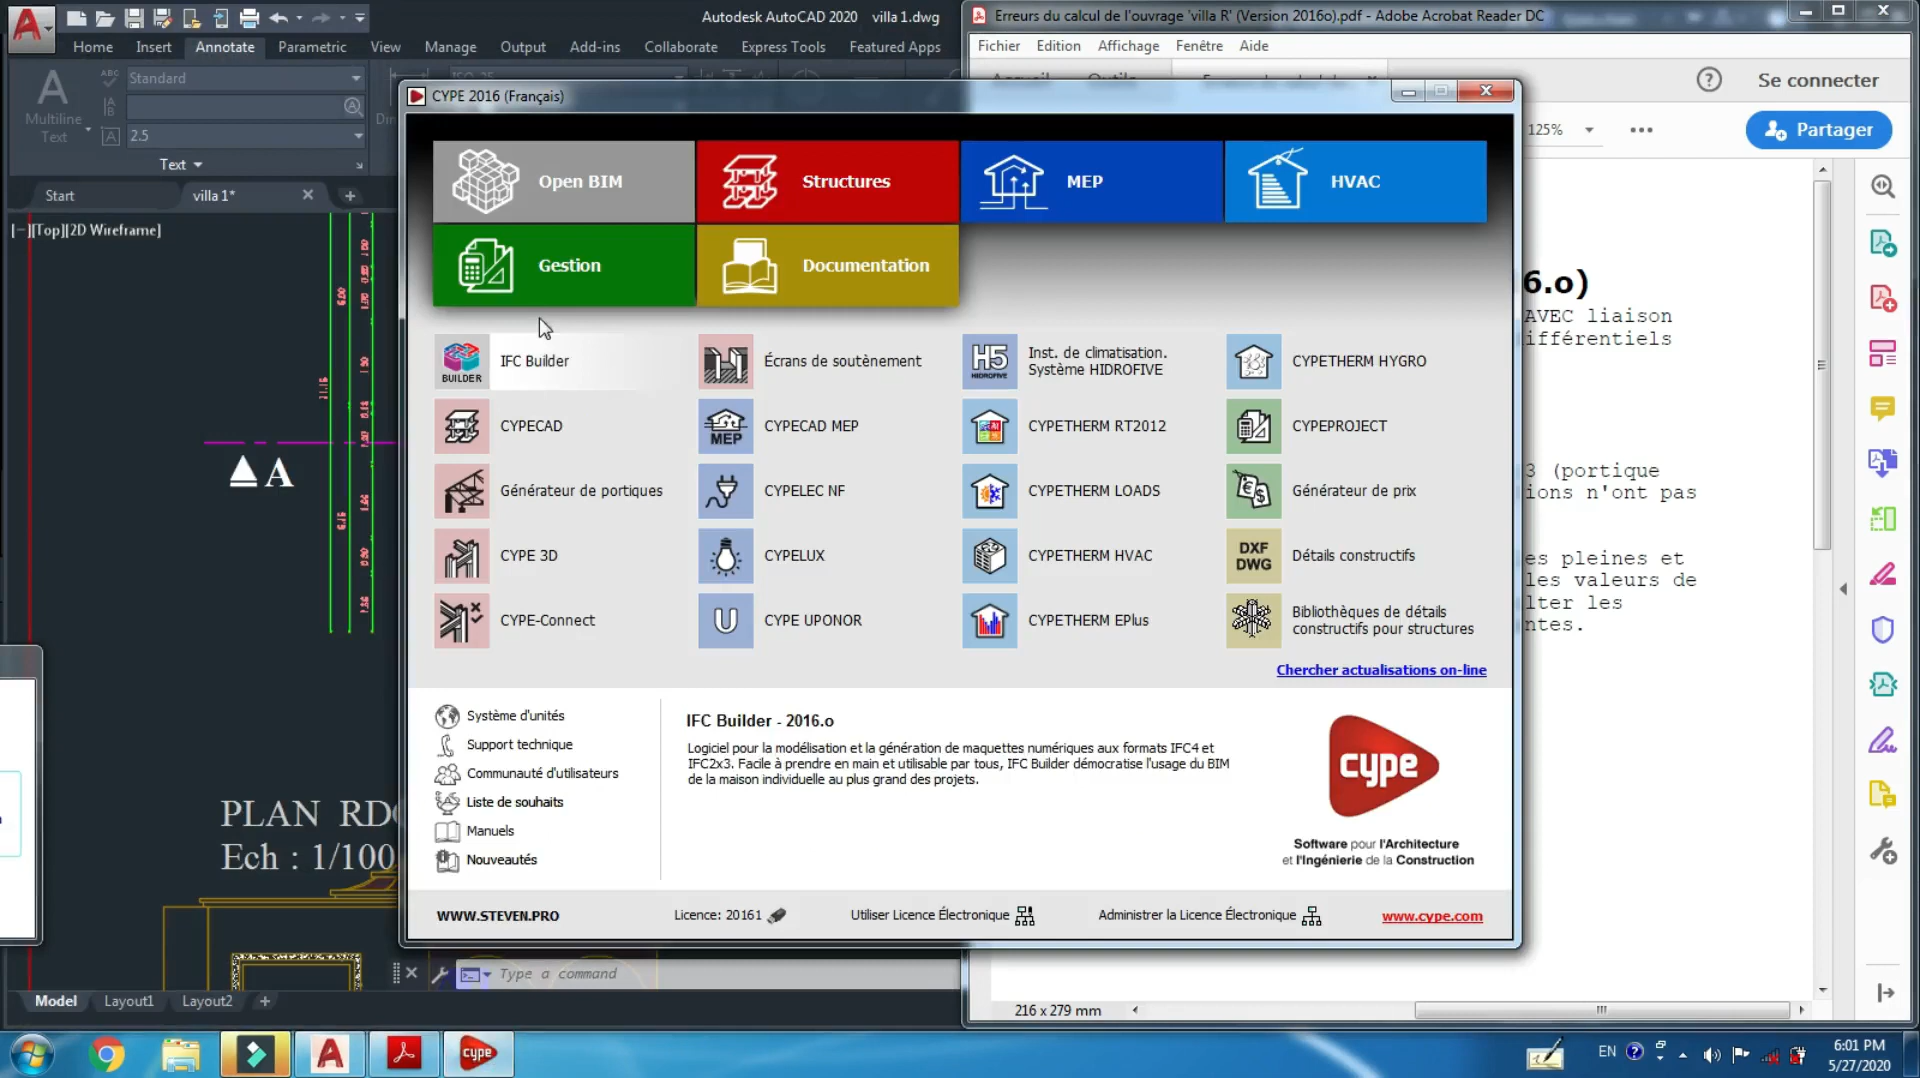 Autodesk AutoCAD 2020 villa 1.dwg
Home Insert Annotate Parametric View Manage Output Add-ins Collaborate Express Tools Featured Apps
Multiline
Text
Standard
2.5
Text
Start
villa 1*
[−][Top][2D Wireframe]
A
PLAN RDC
Ech : 1/100
Type a command
Model Layout1 Layout2
Erreurs du calcul de l'ouvrage 'villa R' (Version 2016o).pdf - Adobe Acrobat Reader DC
Fichier Edition Affichage Fenêtre Aide
Se connecter
125%
Partager
6.o)
AVEC liaison
ifférentiels
3 (portique
ions n'ont pas
es pleines et
les valeurs de
lter les
ntes.
216 x 279 mm
CYPE 2016 (Français)
Open BIM
Structures
MEP
HVAC
Gestion
Documentation
BUILDER
IFC Builder
Écrans de soutènement
H5
HIDROFIVE
Inst. de climatisation.
Système HIDROFIVE
CYPETHERM HYGRO
CYPECAD
MEP
CYPECAD MEP
CYPETHERM RT2012
CYPEPROJECT
Générateur de portiques
CYPELEC NF
CYPETHERM LOADS
Générateur de prix
CYPE 3D
CYPELUX
CYPETHERM HVAC
DXF
DWG
Détails constructifs
CYPE-Connect
U
CYPE UPONOR
CYPETHERM EPlus
Bibliothèques de détails
constructifs pour structures
Chercher actualisations on-line
Système d'unités
Support technique
Communauté d'utilisateurs
Liste de souhaits
Manuels
Nouveautés
IFC Builder - 2016.o
Logiciel pour la modélisation et la génération de maquettes numériques aux formats IFC4 et
IFC2x3. Facile à prendre en main et utilisable par tous, IFC Builder démocratise l'usage du BIM
de la maison individuelle au plus grand des projets.
cype
Software pour l'Architecture
et l'Ingénierie de la Construction
WWW.STEVEN.PRO
Licence: 20161
Utiliser Licence Électronique
Administrer la Licence Électronique
www.cype.com
cype
EN
6:01 PM
5/27/2020